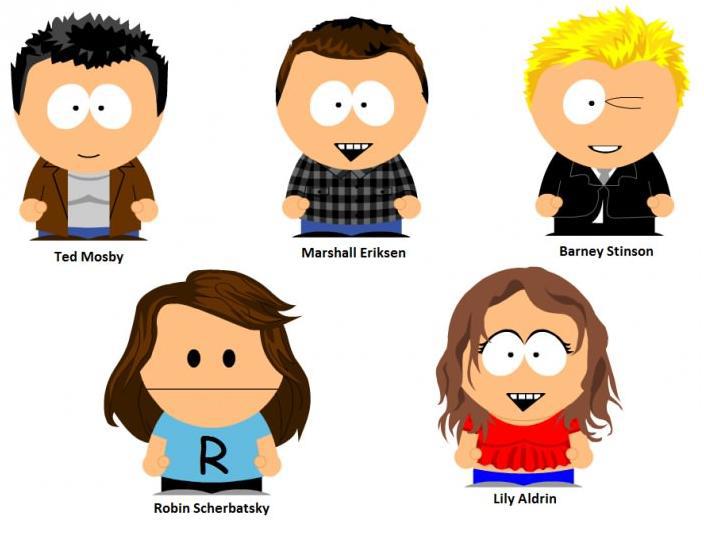 Ted Mosby
Marshall Eriksen
Barney Stinson
R
Robin Scherbatsky
Lily Aldrin